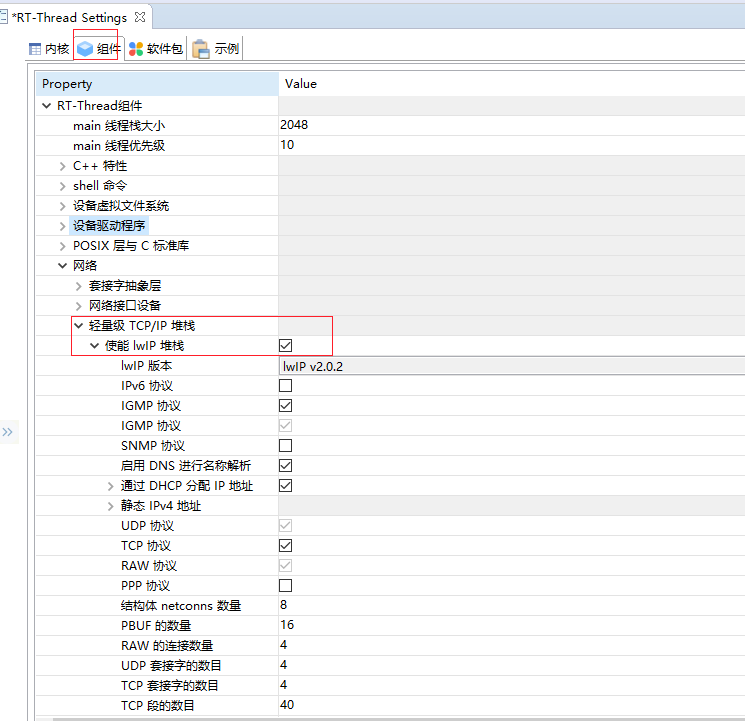 *RT-Thread Settings
内核 组件 软件包 示例
Property Value
RT-Thread组件
main 线程栈大小 2048
main 线程优先级 10
C++ 特性
shell 命令
设备虚拟文件系统
设备驱动程序
POSIX 层与 C 标准库
网络
套接字抽象层
网络接口设备
轻量级 TCP/IP 堆栈
使能 lwIP 堆栈
lwIP 版本 lwIP v2.0.2
IPv6 协议
IGMP 协议
IGMP 协议
SNMP 协议
启用 DNS 进行名称解析
通过 DHCP 分配 IP 地址
静态 IPv4 地址
UDP 协议
TCP 协议
RAW 协议
PPP 协议
结构体 netconns 数量 8
PBUF 的数量 16
RAW 的连接数量 4
UDP 套接字的数目 4
TCP 套接字的数目 4
TCP 段的数目 40